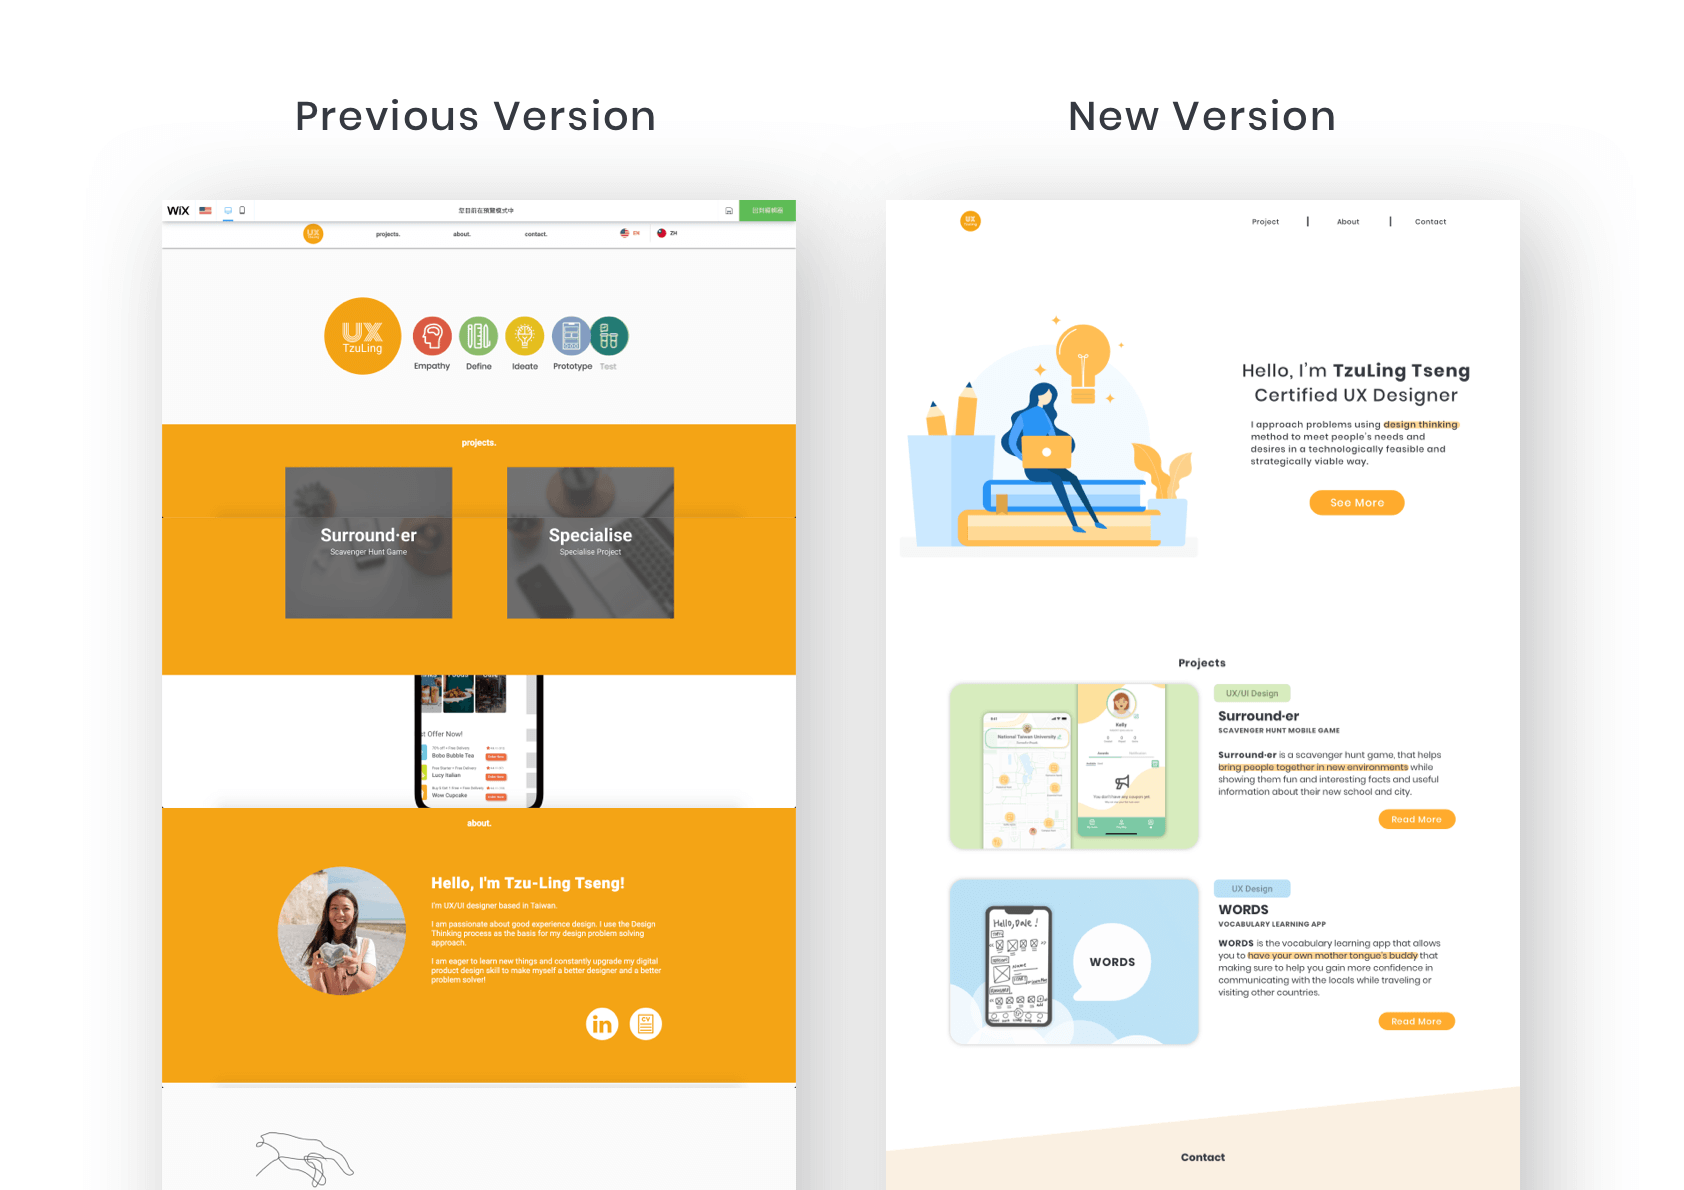 Previous Version
New Version
WiX
您目前在預覽模式中
回到編輯器
UX
projects.
about.
contact.
EN
ZH
UX
TzuLing
Empathy
Define
Ideate
Prototype
Test
projects.
Surround·er
Scavenger Hunt Game
Specialise
Specialise Project
Offer Now!
Bobo Bubble Tea
Lucy Italian
Wow Cupcake
about.
Hello, I'm Tzu-Ling Tseng!
I'm UX/UI designer based in Taiwan.
I am passionate about good experience design. I use the Design
Thinking process as the basis for my design problem solving
approach.
I am eager to learn new things and constantly upgrade my digital
product design skill to make myself a better designer and a better
problem solver!
in
CV
UX
Project
About
Contact
Hello, I'm TzuLing Tseng
Certified UX Designer
I approach problems using design thinking
method to meet people's needs and
desires in a technologically feasible and
strategically viable way.
See More
Projects
National Taiwan University
Kelly
You don't have any coupon yet
UX/UI Design
Surround·er
SCAVENGER HUNT MOBILE GAME
Surround·er is a scavenger hunt game, that helps
bring people together in new environments while
showing them fun and interesting facts and useful
information about their new school and city.
Read More
Hello, Dale!
WORDS
UX Design
WORDS
VOCABULARY LEARNING APP
WORDS is the vocabulary learning app that allows
you to have your own mother tongue's buddy that
making sure to help you gain more confidence in
communicating with the locals while traveling or
visiting other countries.
Read More
Contact